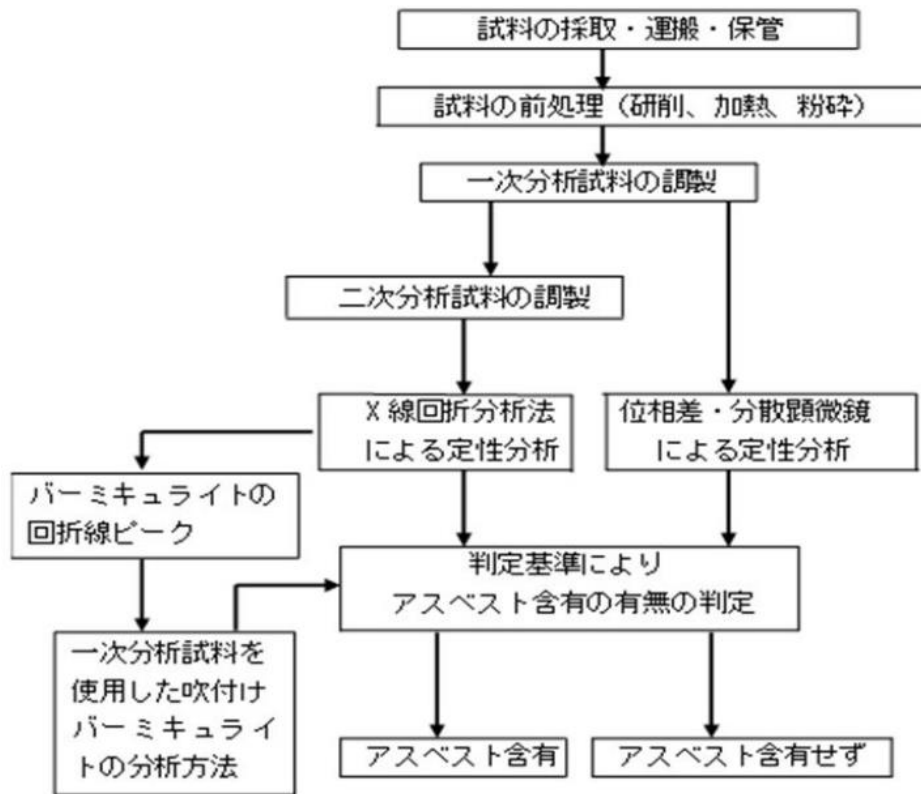 試料の採取・運搬・保管
試料の前処理（研削、加熱、粉砕）
一次分析試料の調製
二次分析試料の調製
X線回折分析法
による定性分析
位相差・分散顕微鏡
による定性分析
バーミキュライトの
回折線ピーク
判定基準により
アスベスト含有の有無の判定
一次分析試料を
使用した吹付け
バーミキュライ
トの分析方法
アスベスト含有
アスベスト含有せず